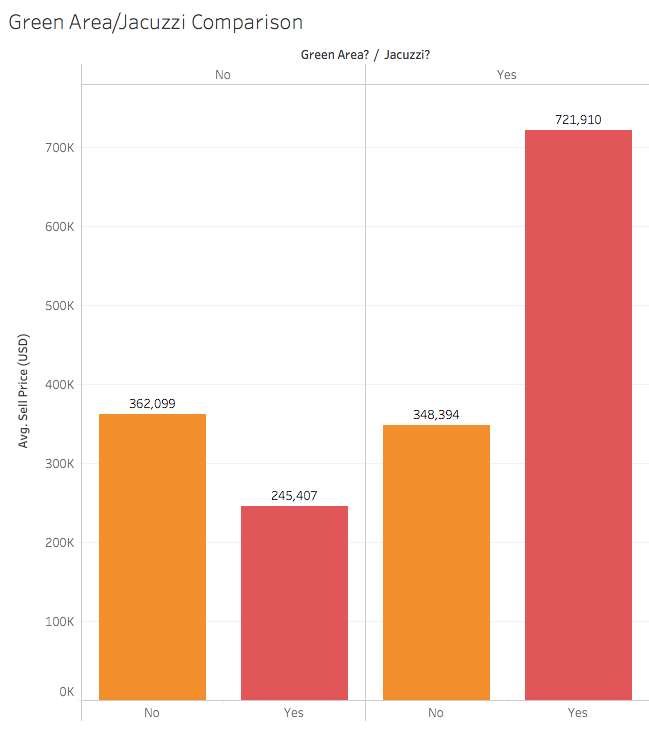 Green Area/Jacuzzi Comparison
Green Area? / Jacuzzi?
No Yes
721,910
700K
600K
500K
Avg. Sell Price (USD)
400K
362,099
348,394
300K
245,407
200K
100K
0K
No Yes No Yes